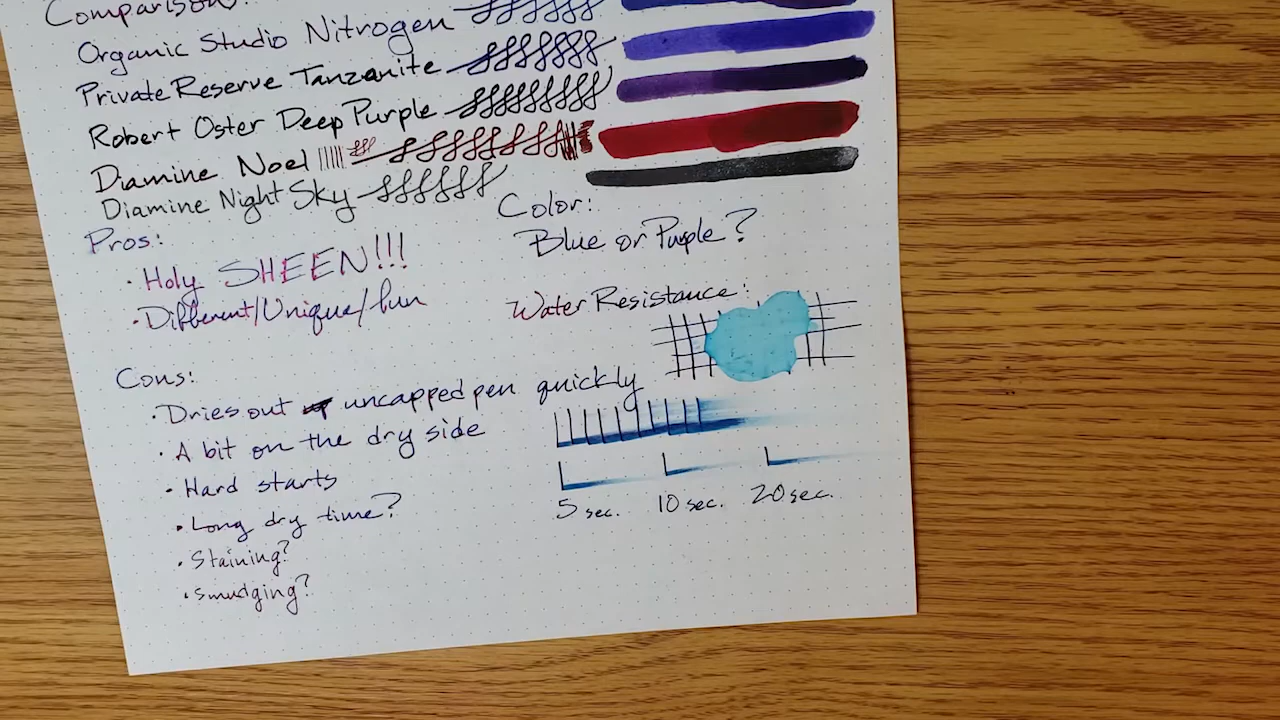 Comparison:
Organic Studio Nitrogen
Private Reserve Tanzanite
Robert Oster Deep Purple
Diamine Noel
Diamine Night Sky
Pros:
· Holy SHEEN!!!
· Different/Unique/fun
Color:
Blue or Purple?
Water Resistance:
Cons:
· Dries out uncapped pen quickly
· A bit on the dry side
· Hard starts
· Long dry time?
· Staining?
· Smudging?
5 sec. 10 sec. 20 sec.